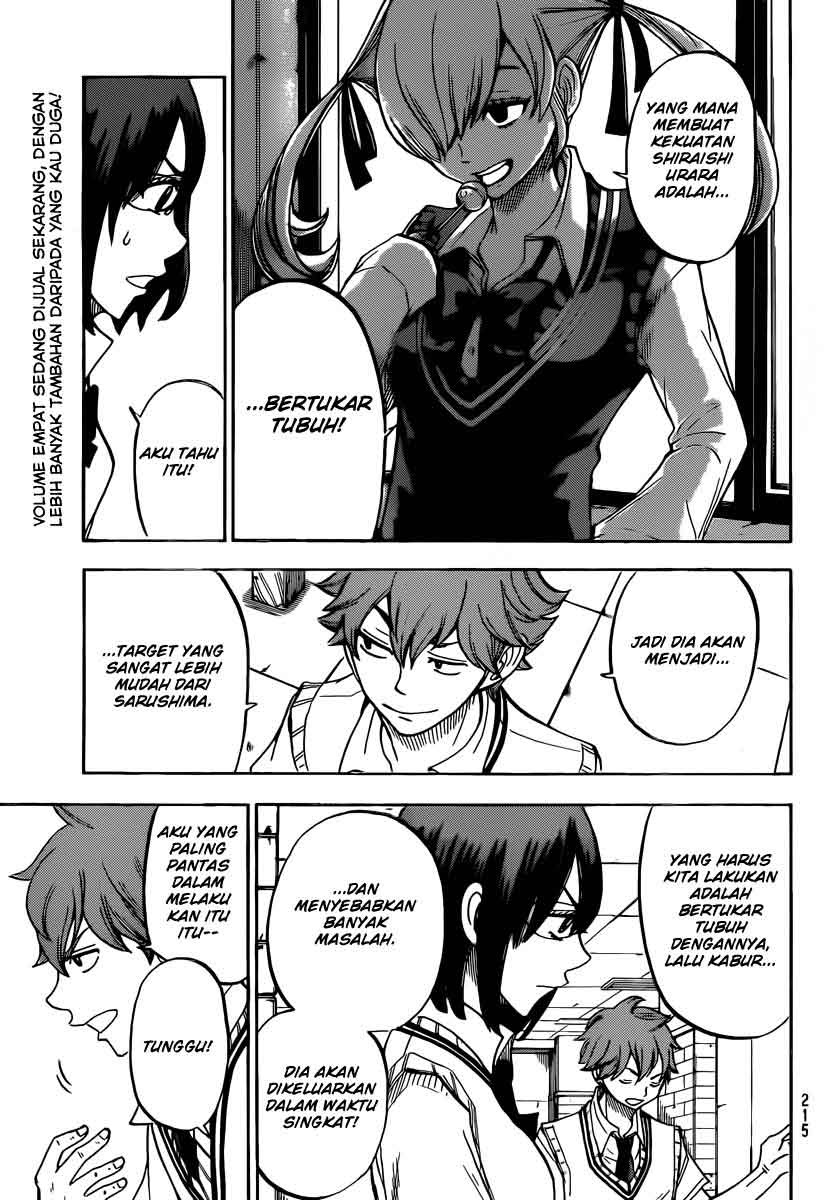 VOLUME EMPAT SEDANG DIJUAL SEKARANG, DENGAN
LEBIH BANYAK TAMBAHAN DARIPADA YANG KAU DUGA!
YANG MANA
MEMBUAT
KEKUATAN
SHIRAISHI
URARA
ADALAH...
...BERTUKAR
TUBUH!
AKU TAHU
ITU!
JADI DIA AKAN
MENJADI...
...TARGET YANG
SANGAT LEBIH
MUDAH DARI
SARUSHIMA.
YANG HARUS
KITA LAKUKAN
ADALAH
BERTUKAR
TUBUH
DENGANNYA,
LALU KABUR...
...DAN
MENYEBABKAN
BANYAK
MASALAH.
DIA AKAN
DIKELUARKAN
DALAM WAKTU
SINGKAT!
AKU YANG
PALING
PANTAS
DALAM
MELAKU
KAN ITU
ITU--
TUNGGU!
215